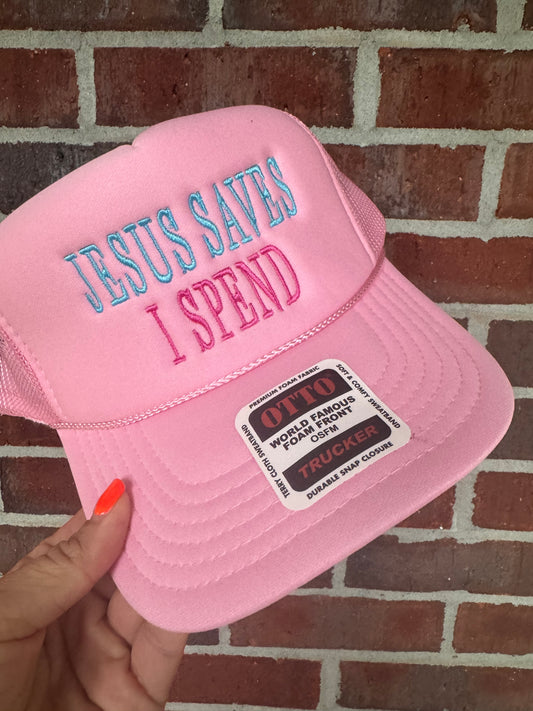 JESUS SAVES
I SPEND
PREMIUM FOAM FABRIC
SOFT & COMFY SWEATBAND
OTTO
WORLD FAMOUS
FOAM FRONT
OSFM
TRUCKER
TERRY CLOTH SWEATBAND
DURABLE SNAP CLOSURE